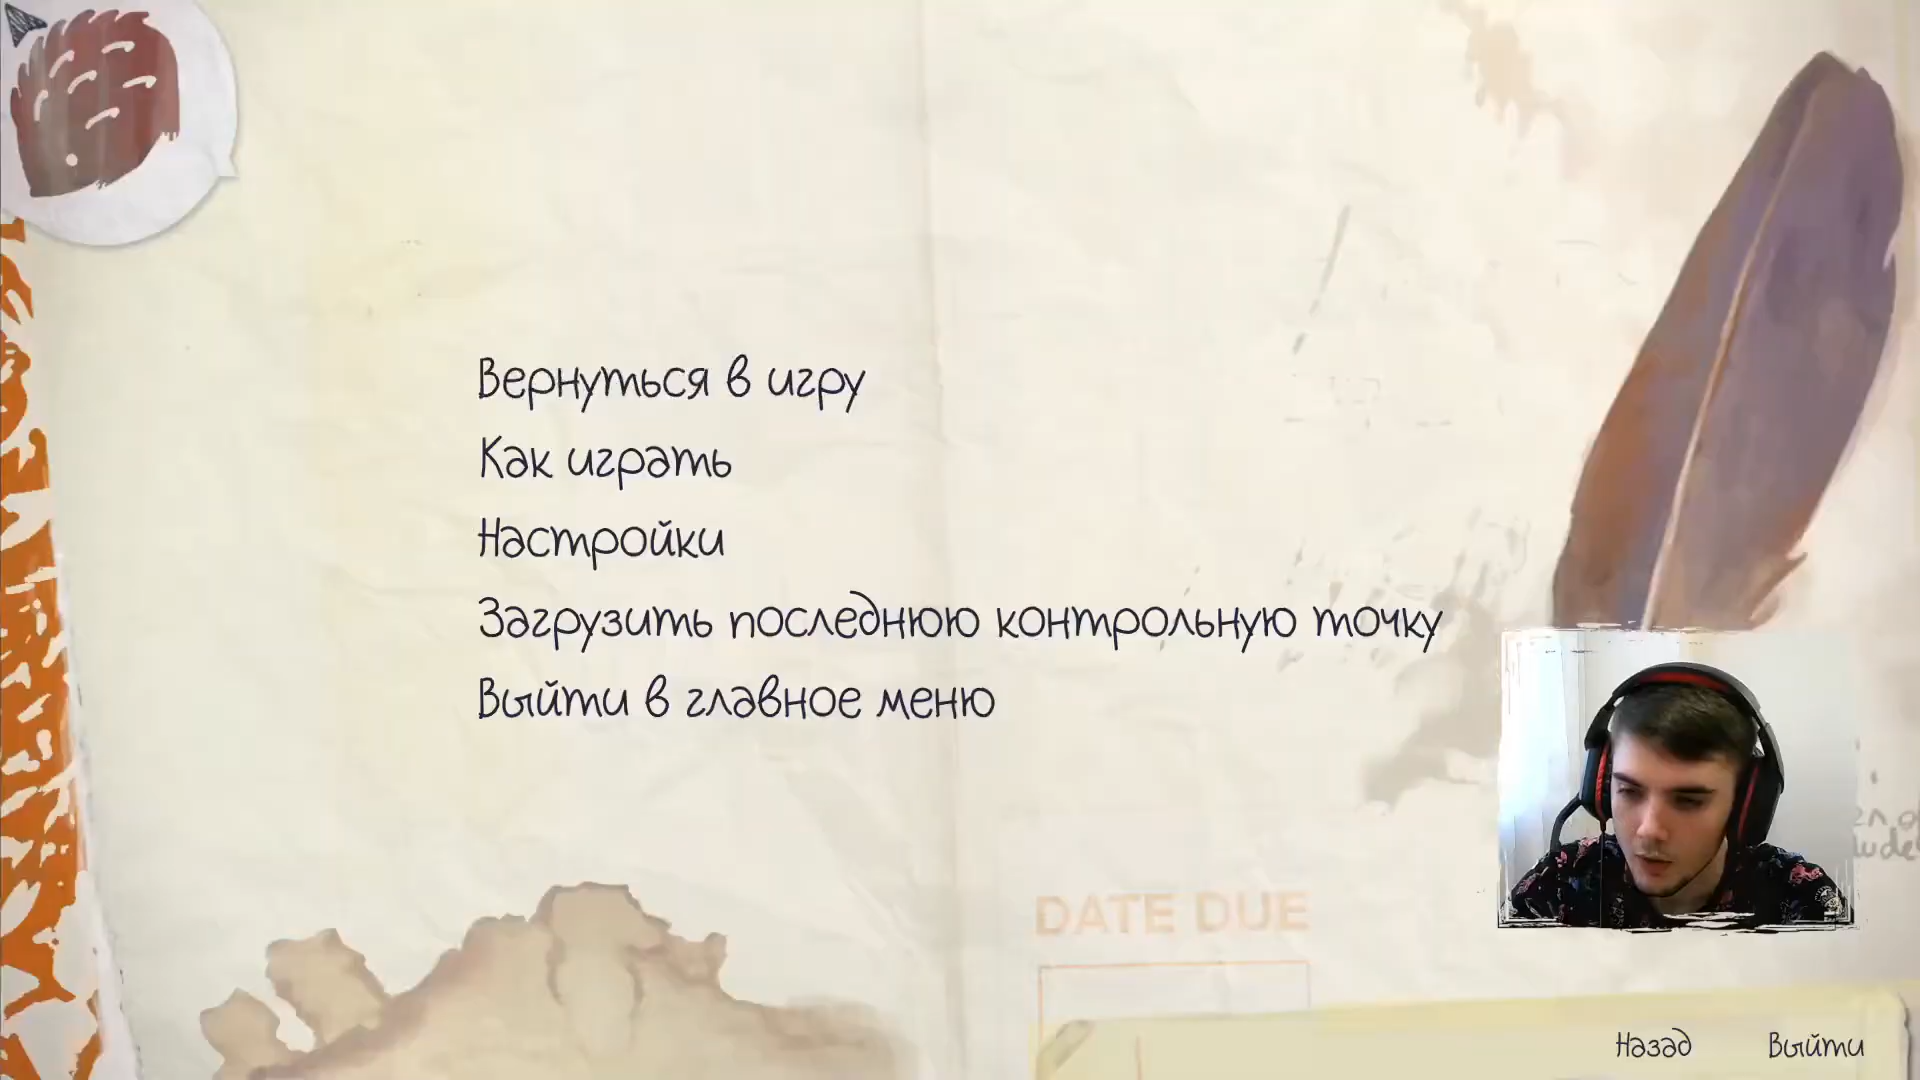 Вернуться в игру
Как играть
Настройки
Загрузить последнюю контрольную точку
Выйти в главное меню
DATE DUE
Назад
Выйти